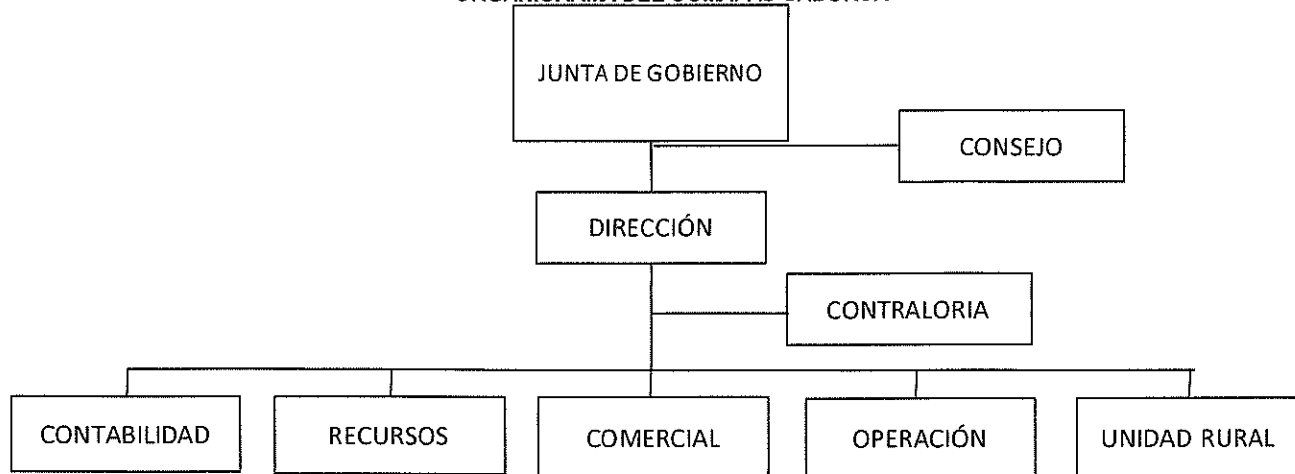 JUNTA DE GOBIERNO
CONSEJO
DIRECCIÓN
CONTRALORIA
CONTABILIDAD
RECURSOS
COMERCIAL
OPERACIÓN
UNIDAD RURAL